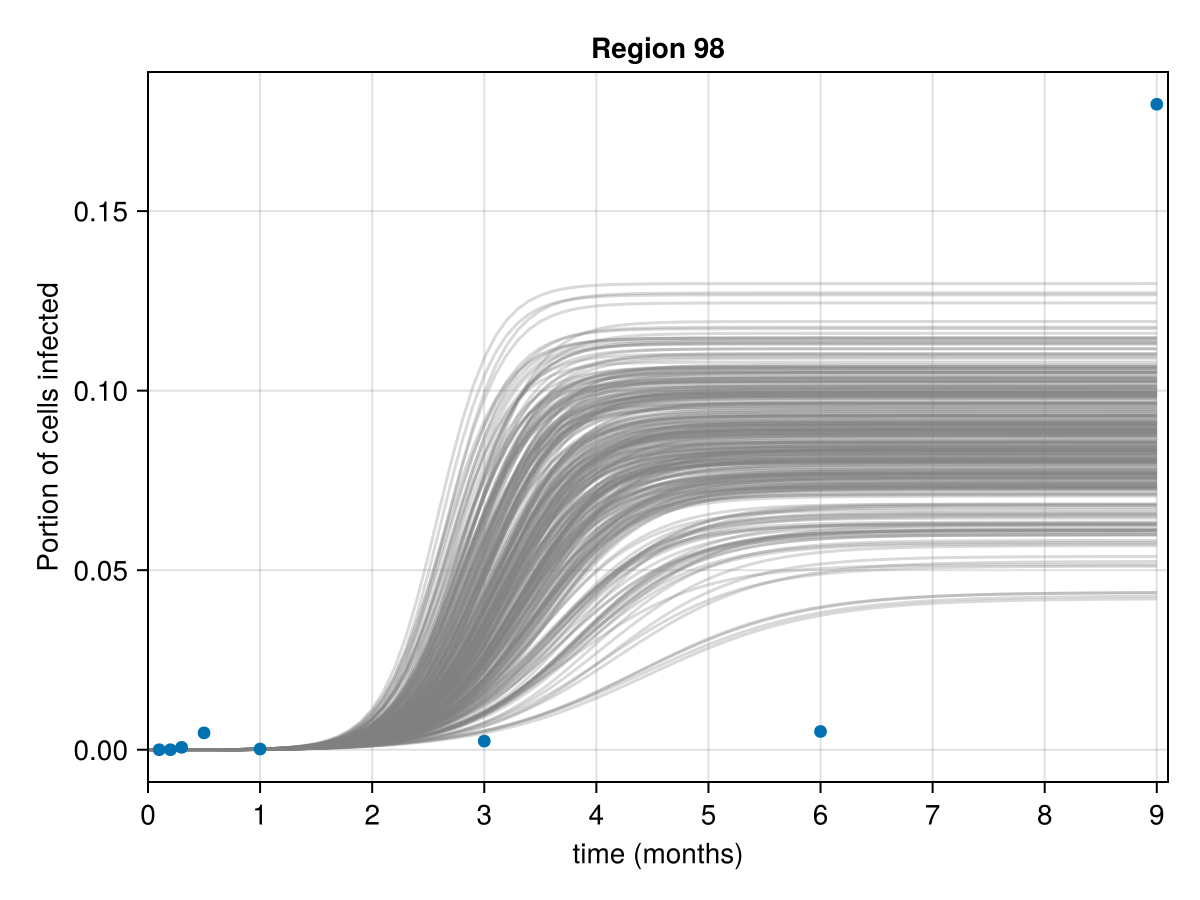 Region 98
Portion of cells infected
0.15
0.10
0.05
0.00
0 1 2 3 4 5 6 7 8 9
time (months)